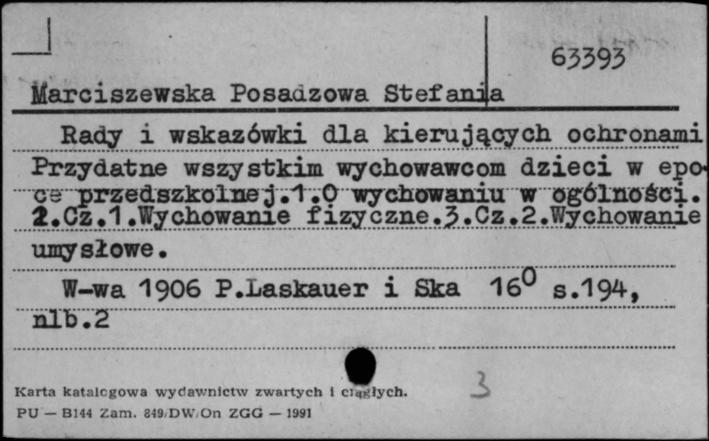 63393
Marciszewska Posadzowa Stefania
Rady i wskazówki dla kierujących ochronami
Przydatne wszystkim wychowawcom dzieci w epo-
ce przedszkolnej.1.O wychowaniu w ogólności.
2.Cz.1.Wychowanie fizyczne.3.Cz.2.Wychowanie
umysłowe.
W-wa 1906 P.Laskauer i Ska 16⁰ s.194,
nlb.2
3
Karta katalogowa wydawnictw zwartych i ciągłych.
PU — B144 Zam. 849/DW/On ZGG — 1991